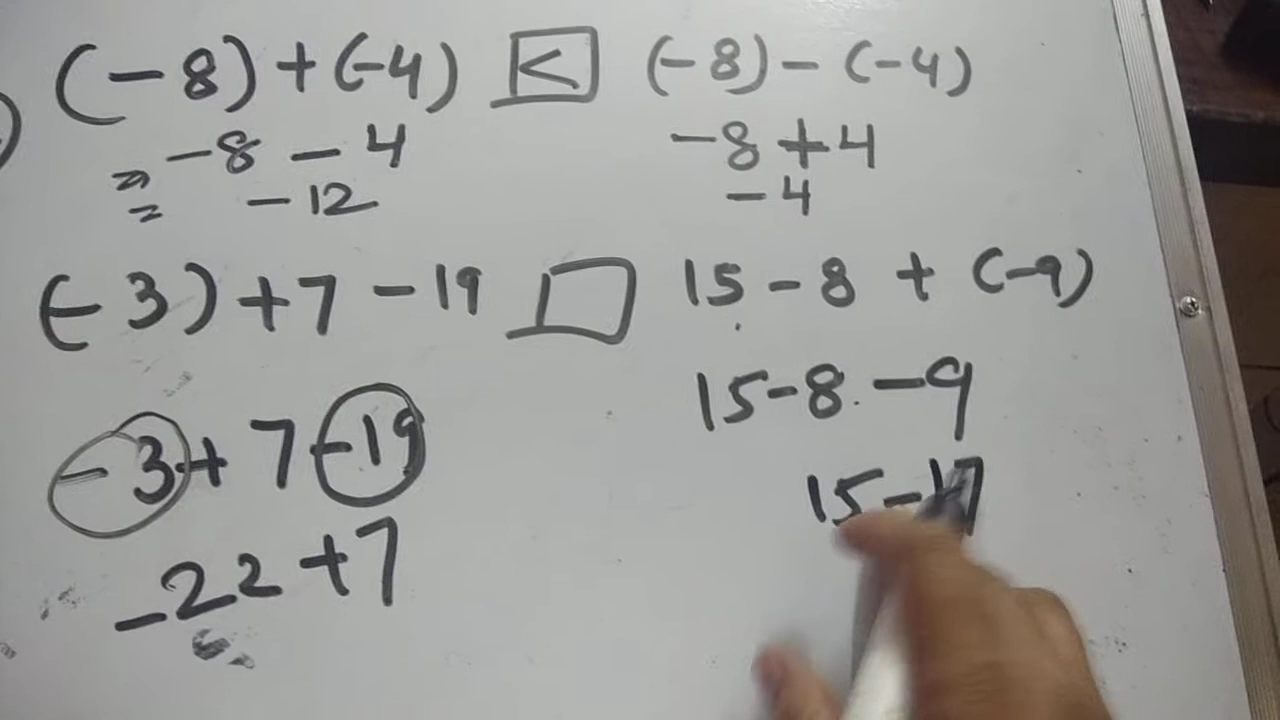 (-8) + (-4) < (-8) - (-4)
= -8 - 4 -8 + 4
= -12 -4
(-3) + 7 - 19 □ 15 - 8 + (-9)
-3 + 7 - 19 15 - 8 - 9
-22 + 7 15 - 17